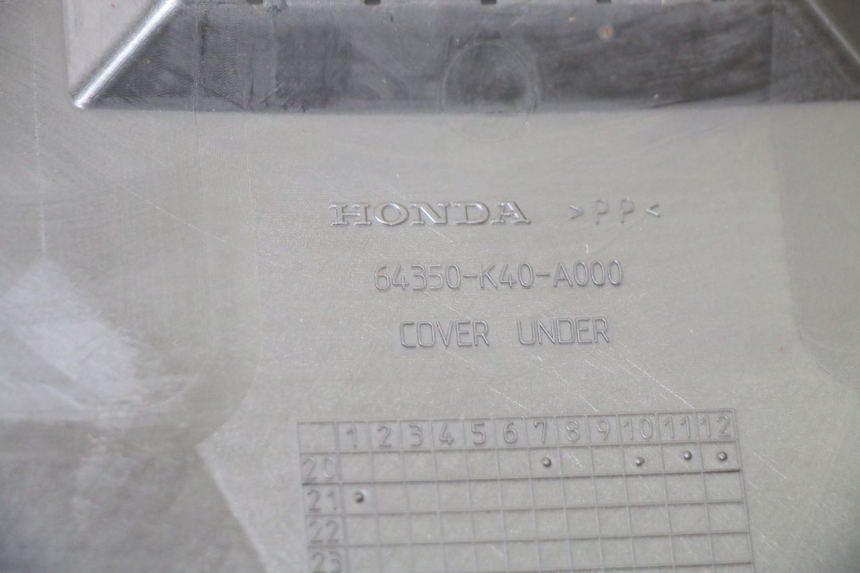 HONDA >PP<
64350-K40-A000
COVER UNDER
1 2 3 4 5 6 7 8 9 10 11 12
20
21
22
23